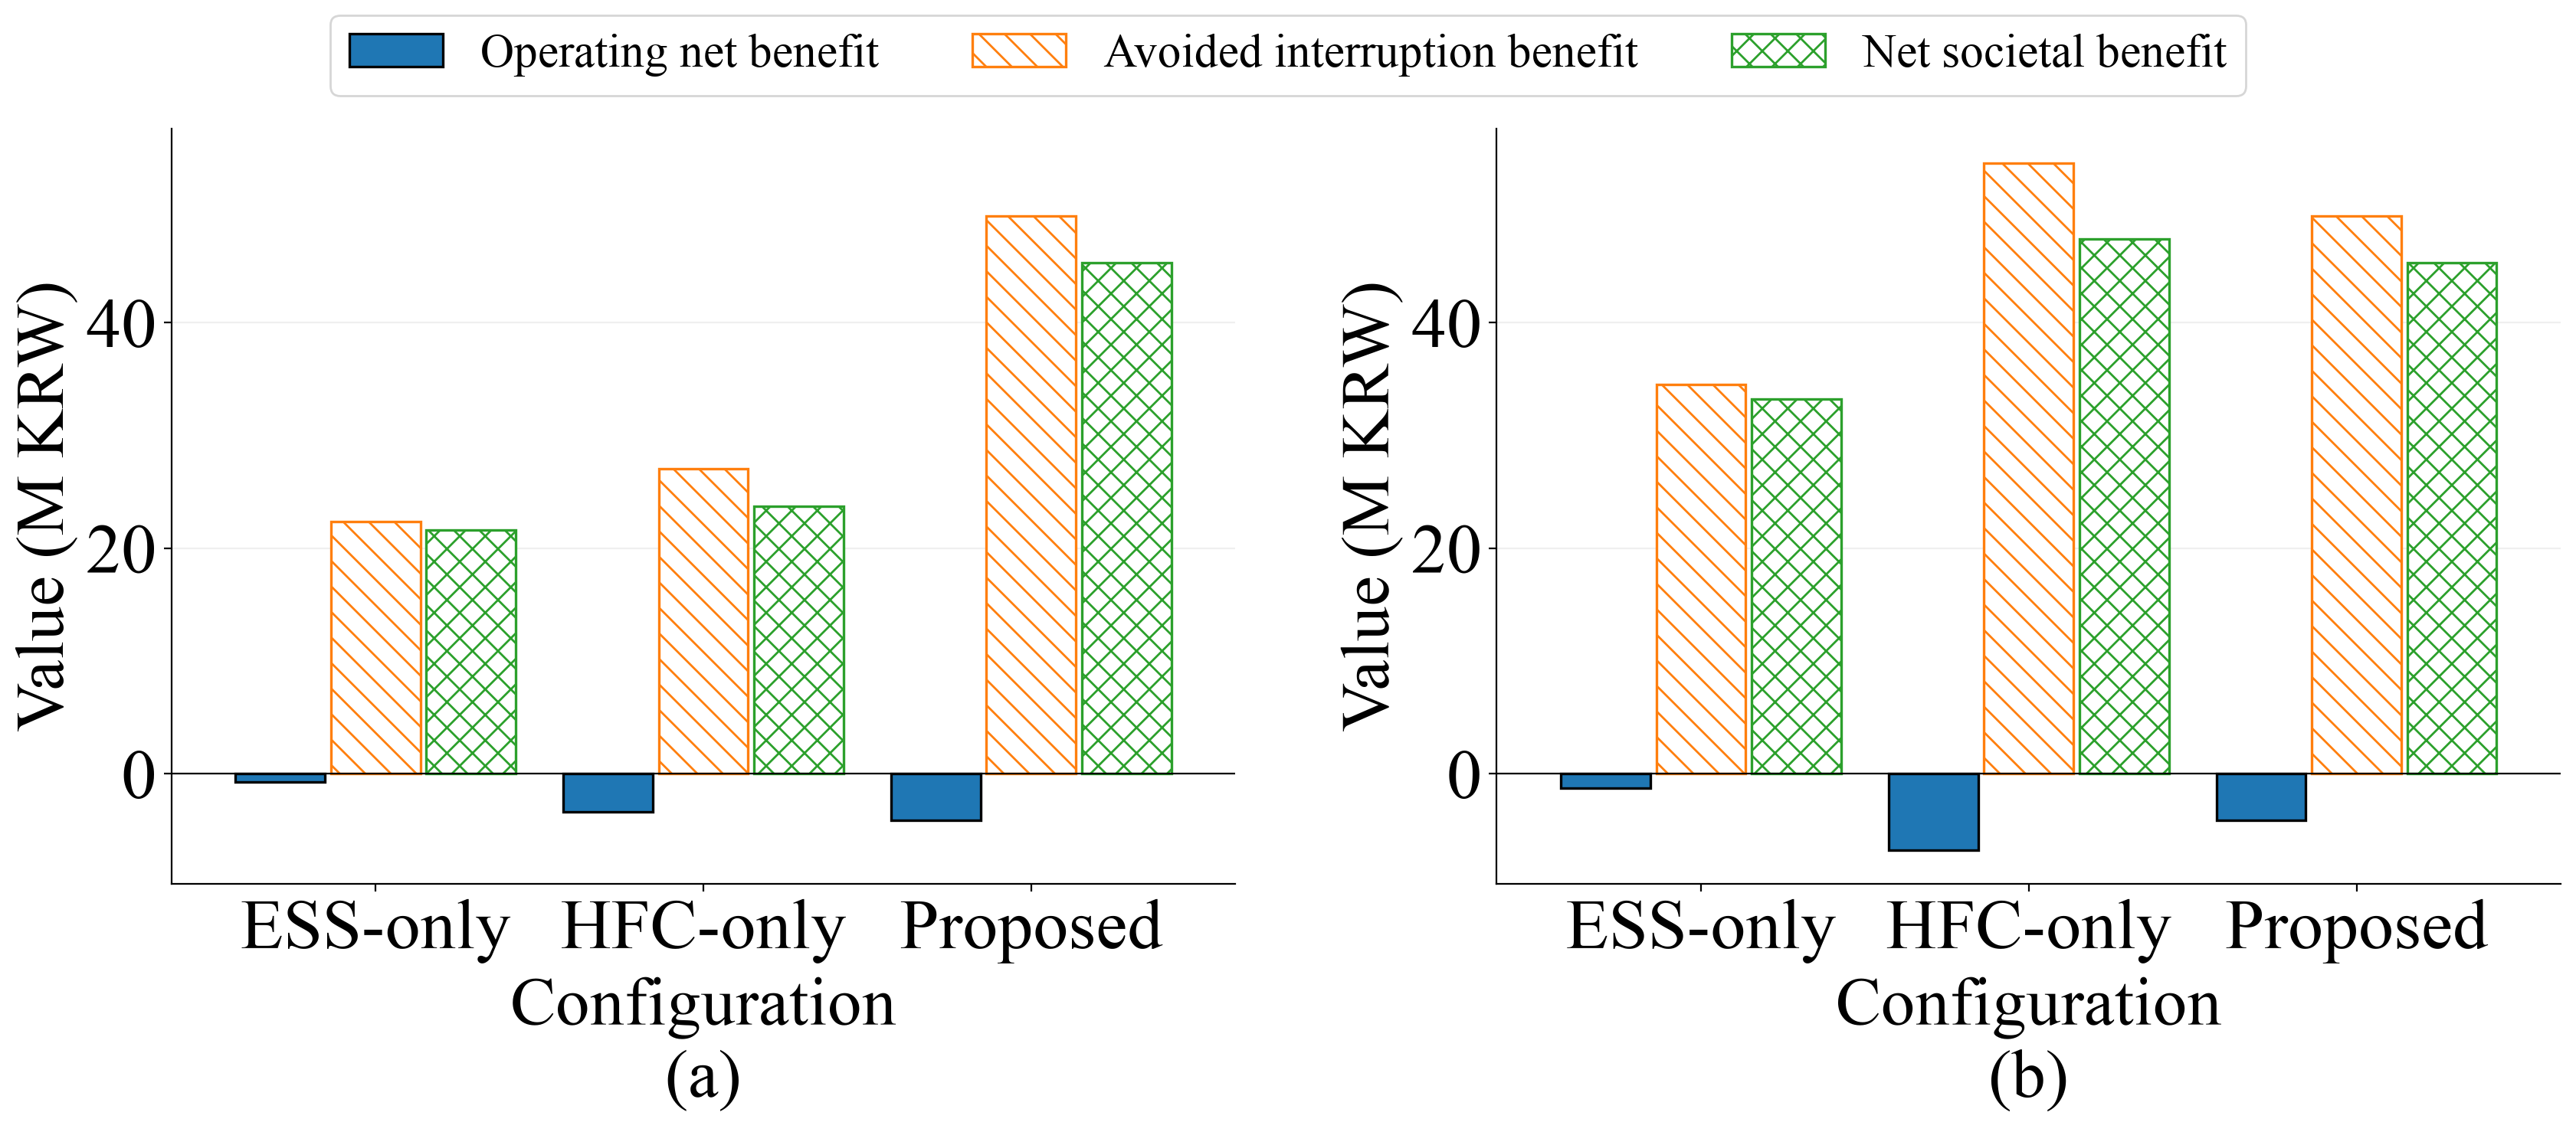 Operating net benefit
Avoided interruption benefit
Net societal benefit
Value (M KRW)
40
20
0
ESS-only
HFC-only
Proposed
Configuration
(a)
Value (M KRW)
40
20
0
ESS-only
HFC-only
Proposed
Configuration
(b)